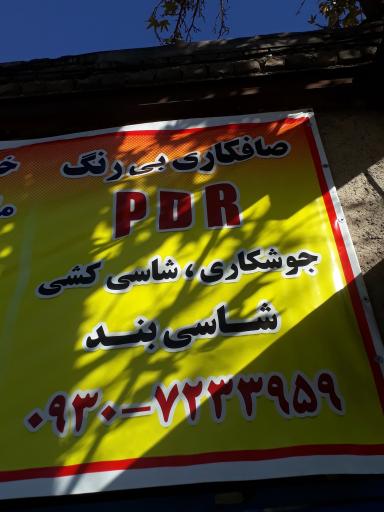 صافکاری بی رنگ
PDR
جوشکاری ، شاسی کشی
شاسی بند
۰۹۳۰-۷۲۳۳۹۵۹